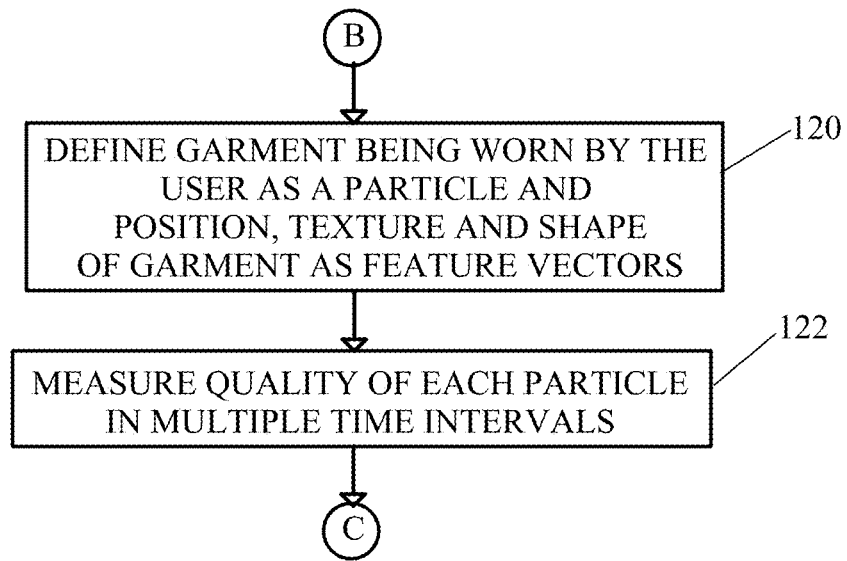 B
120
DEFINE GARMENT BEING WORN BY THE
USER AS A PARTICLE AND
POSITION, TEXTURE AND SHAPE
OF GARMENT AS FEATURE VECTORS
122
MEASURE QUALITY OF EACH PARTICLE
IN MULTIPLE TIME INTERVALS
C